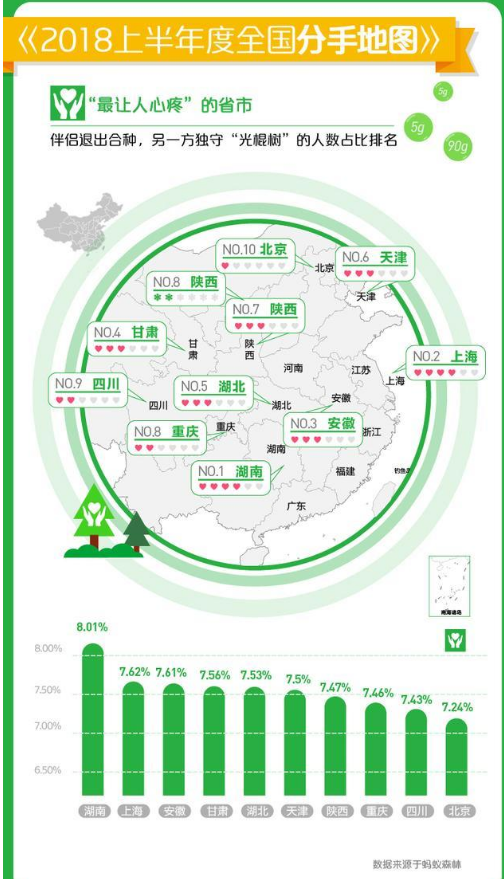 《2018上半年度全国分手地图》
5g
“最让人心疼”的省市
伴侣退出合种，另一方独守“光棍树”的人数占比排名
5g
90g
NO.10 北京
北京
NO.6 天津
天津
NO.8 陕西
**
NO.7 陕西
陕西
NO.4 甘肃
甘肃
河南
江苏
NO.2 上海
上海
NO.9 四川
四川
NO.5 湖北
湖北
安徽
NO.3 安徽
NO.8 重庆
重庆
浙江
湖南
NO.1 湖南
福建
钓鱼岛
广东
南海诸岛
8.01%
8.00%
7.62% 7.61% 7.56% 7.53% 7.5% 7.47% 7.46% 7.43% 7.24%
7.50%
7.00%
6.50%
湖南 上海 安徽 甘肃 湖北 天津 陕西 重庆 四川 北京
数据来源于蚂蚁森林